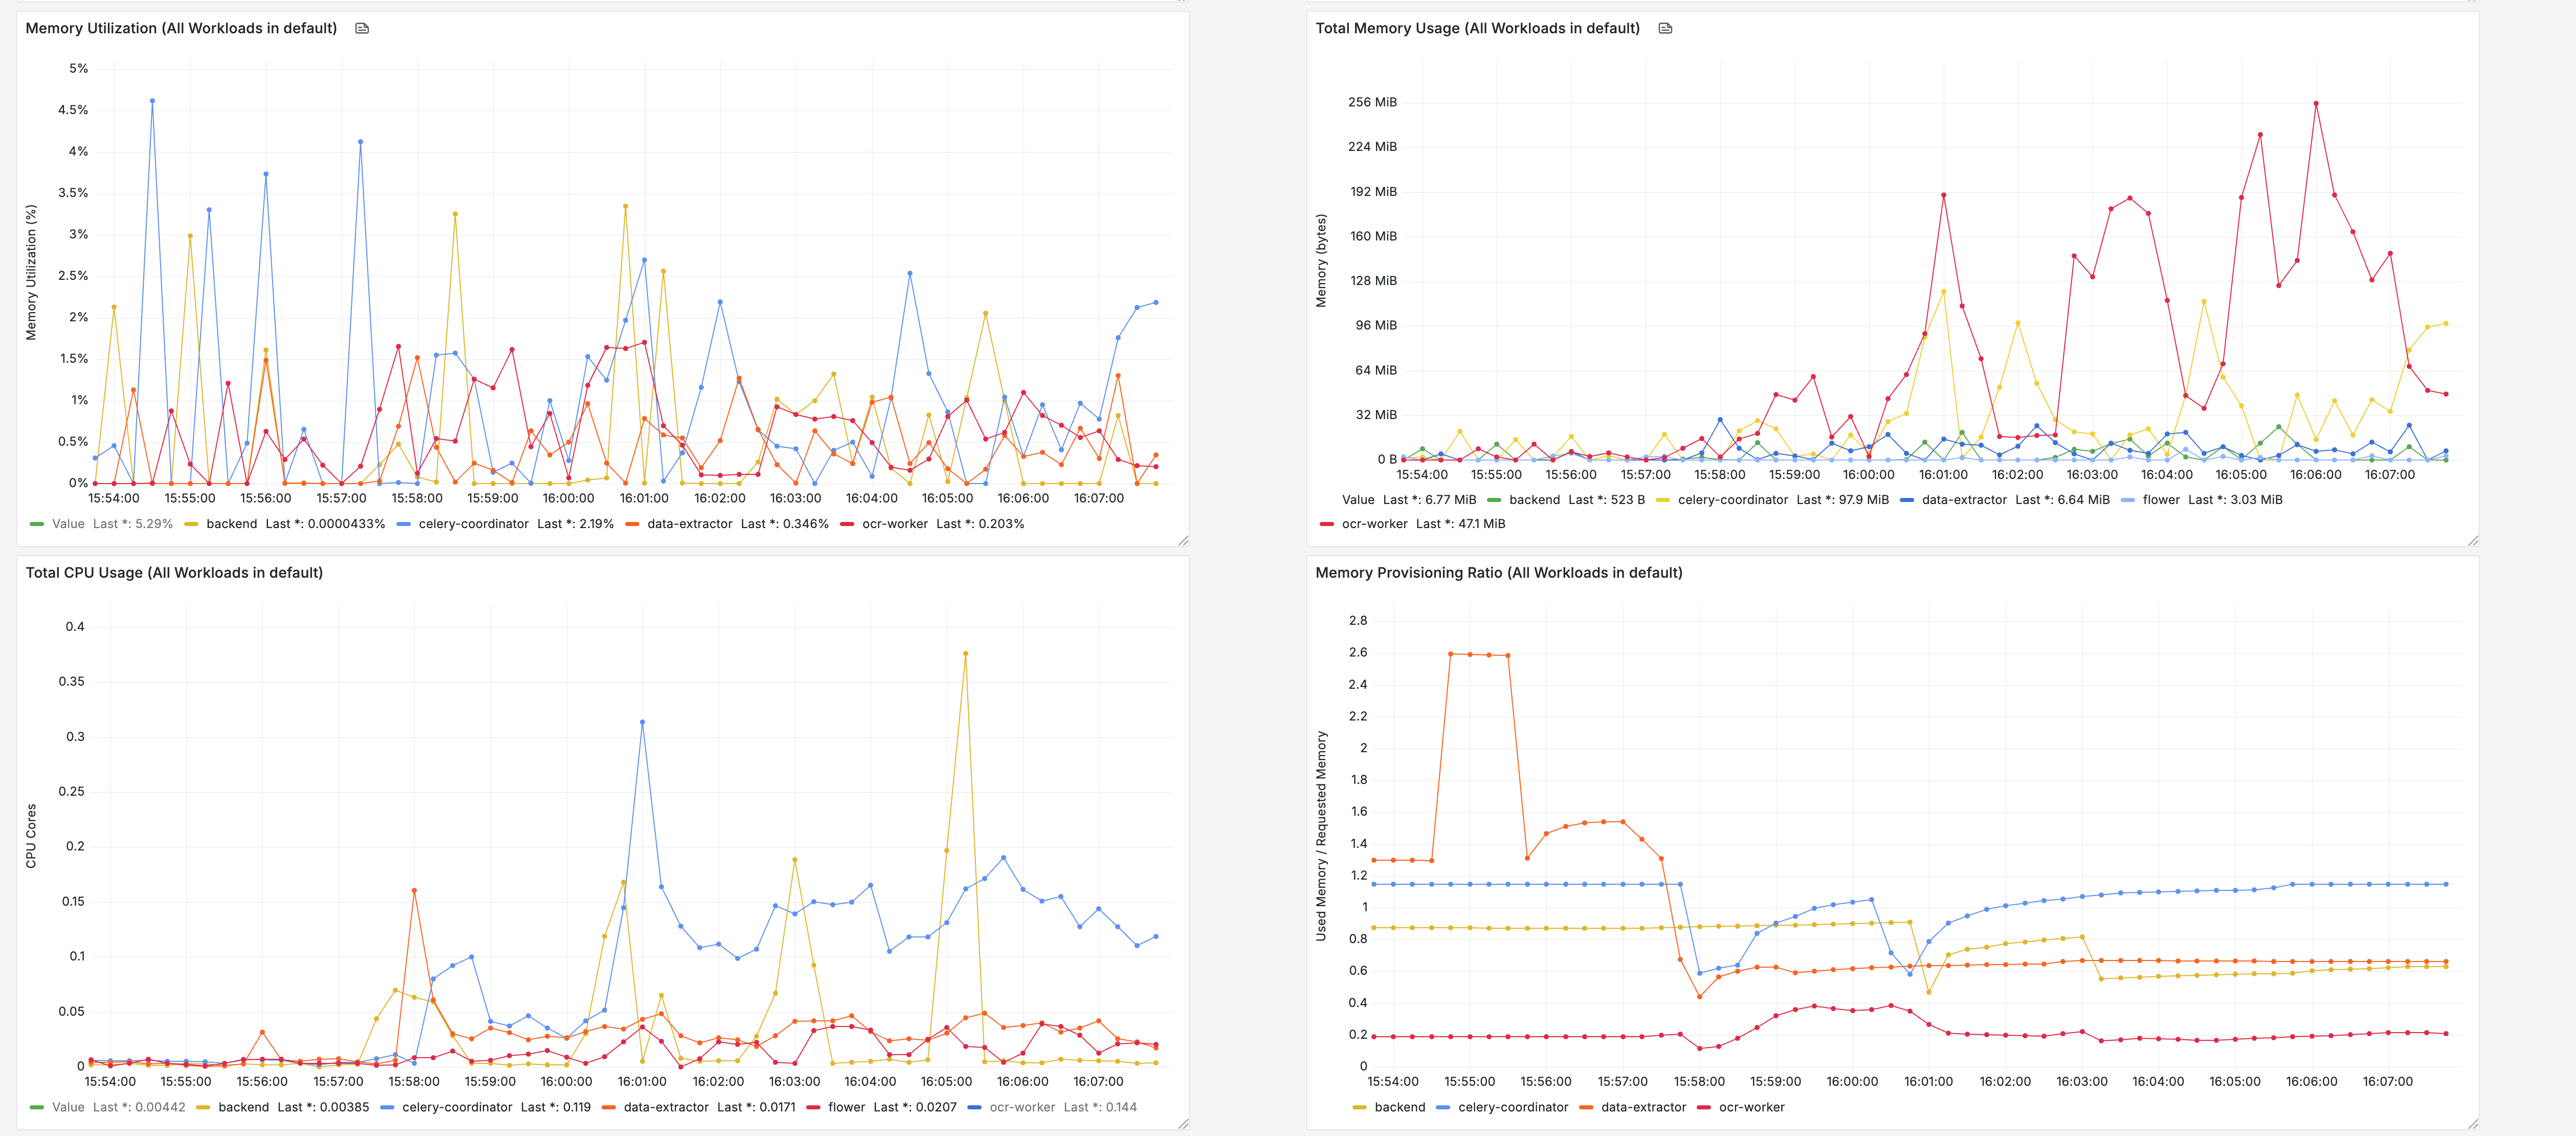 Memory Utilization (All Workloads in default)
Memory Utilization (%)
5%
4.5%
4%
3.5%
3%
2.5%
2%
1.5%
1%
0.5%
0%
15:54:00 15:55:00 15:56:00 15:57:00 15:58:00 15:59:00 16:00:00 16:01:00 16:02:00 16:03:00 16:04:00 16:05:00 16:06:00 16:07:00
Value Last *: 5.29% backend Last *: 0.0000433% celery-coordinator Last *: 2.19% data-extractor Last *: 0.346% ocr-worker Last *: 0.203%
Total Memory Usage (All Workloads in default)
Memory (bytes)
256 MiB
224 MiB
192 MiB
160 MiB
128 MiB
96 MiB
64 MiB
32 MiB
0 B
15:54:00 15:55:00 15:56:00 15:57:00 15:58:00 15:59:00 16:00:00 16:01:00 16:02:00 16:03:00 16:04:00 16:05:00 16:06:00 16:07:00
Value Last *: 6.77 MiB backend Last *: 523 B celery-coordinator Last *: 97.9 MiB data-extractor Last *: 6.64 MiB flower Last *: 3.03 MiB
ocr-worker Last *: 47.1 MiB
Total CPU Usage (All Workloads in default)
CPU Cores
0.4
0.35
0.3
0.25
0.2
0.15
0.1
0.05
0
15:54:00 15:55:00 15:56:00 15:57:00 15:58:00 15:59:00 16:00:00 16:01:00 16:02:00 16:03:00 16:04:00 16:05:00 16:06:00 16:07:00
Value Last *: 0.00442 backend Last *: 0.00385 celery-coordinator Last *: 0.119 data-extractor Last *: 0.0171 flower Last *: 0.0207 ocr-worker Last *: 0.144
Memory Provisioning Ratio (All Workloads in default)
Used Memory / Requested Memory
2.8
2.6
2.4
2.2
2
1.8
1.6
1.4
1.2
1
0.8
0.6
0.4
0.2
0
15:54:00 15:55:00 15:56:00 15:57:00 15:58:00 15:59:00 16:00:00 16:01:00 16:02:00 16:03:00 16:04:00 16:05:00 16:06:00 16:07:00
backend celery-coordinator data-extractor ocr-worker